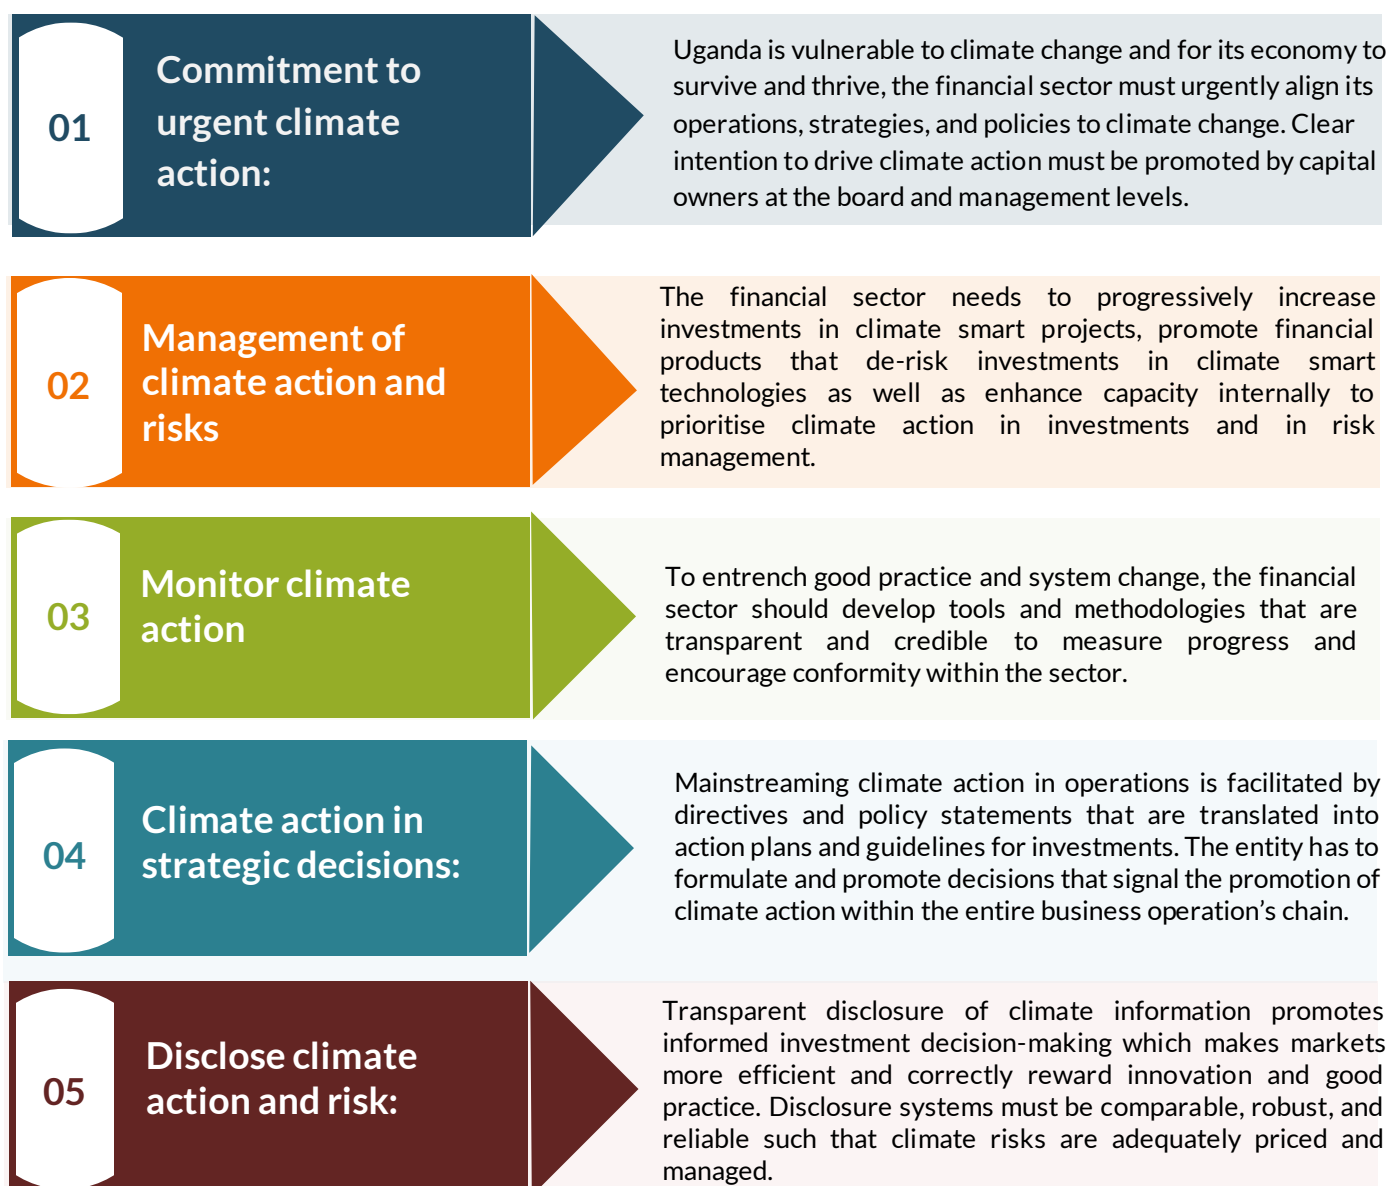 01
Commitment to
urgent climate
action:
Uganda is vulnerable to climate change and for its economy to
survive and thrive, the financial sector must urgently align its
operations, strategies, and policies to climate change. Clear
intention to drive climate action must be promoted by capital
owners at the board and management levels.
02
Management of
climate action and
risks
The financial sector needs to progressively increase
investments in climate smart projects, promote financial
products that de-risk investments in climate smart
technologies as well as enhance capacity internally to
prioritise climate action in investments and in risk
management.
03
Monitor climate
action
To entrench good practice and system change, the financial
sector should develop tools and methodologies that are
transparent and credible to measure progress and
encourage conformity within the sector.
04
Climate action in
strategic decisions:
Mainstreaming climate action in operations is facilitated by
directives and policy statements that are translated into
action plans and guidelines for investments. The entity has to
formulate and promote decisions that signal the promotion of
climate action within the entire business operation’s chain.
05
Disclose climate
action and risk:
Transparent disclosure of climate information promotes
informed investment decision-making which makes markets
more efficient and correctly reward innovation and good
practice. Disclosure systems must be comparable, robust, and
reliable such that climate risks are adequately priced and
managed.